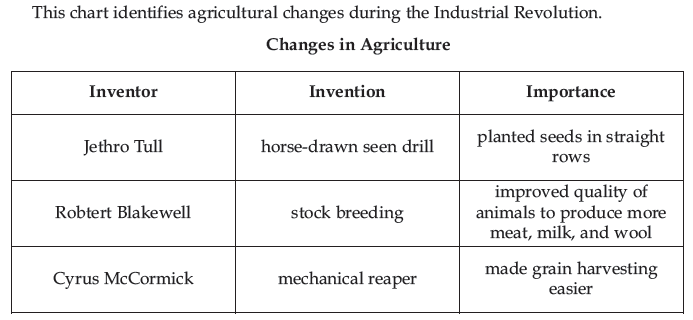 This chart identifies agricultural changes during the Industrial Revolution.
Changes in Agriculture
Inventor
Invention
Importance
Jethro Tull
horse-drawn seen drill
planted seeds in straight
rows
Robtert Blakewell
stock breeding
improved quality of
animals to produce more
meat, milk, and wool
Cyrus McCormick
mechanical reaper
made grain harvesting
easier